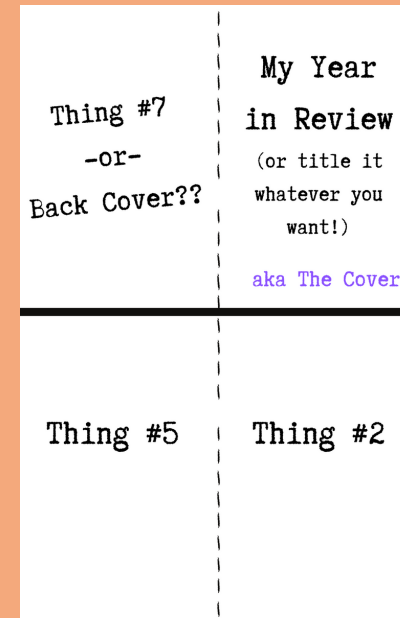 Thing #7
-or-
Back Cover??
My Year
in Review
(or title it
whatever you
want!)
aka The Cover
Thing #5
Thing #2